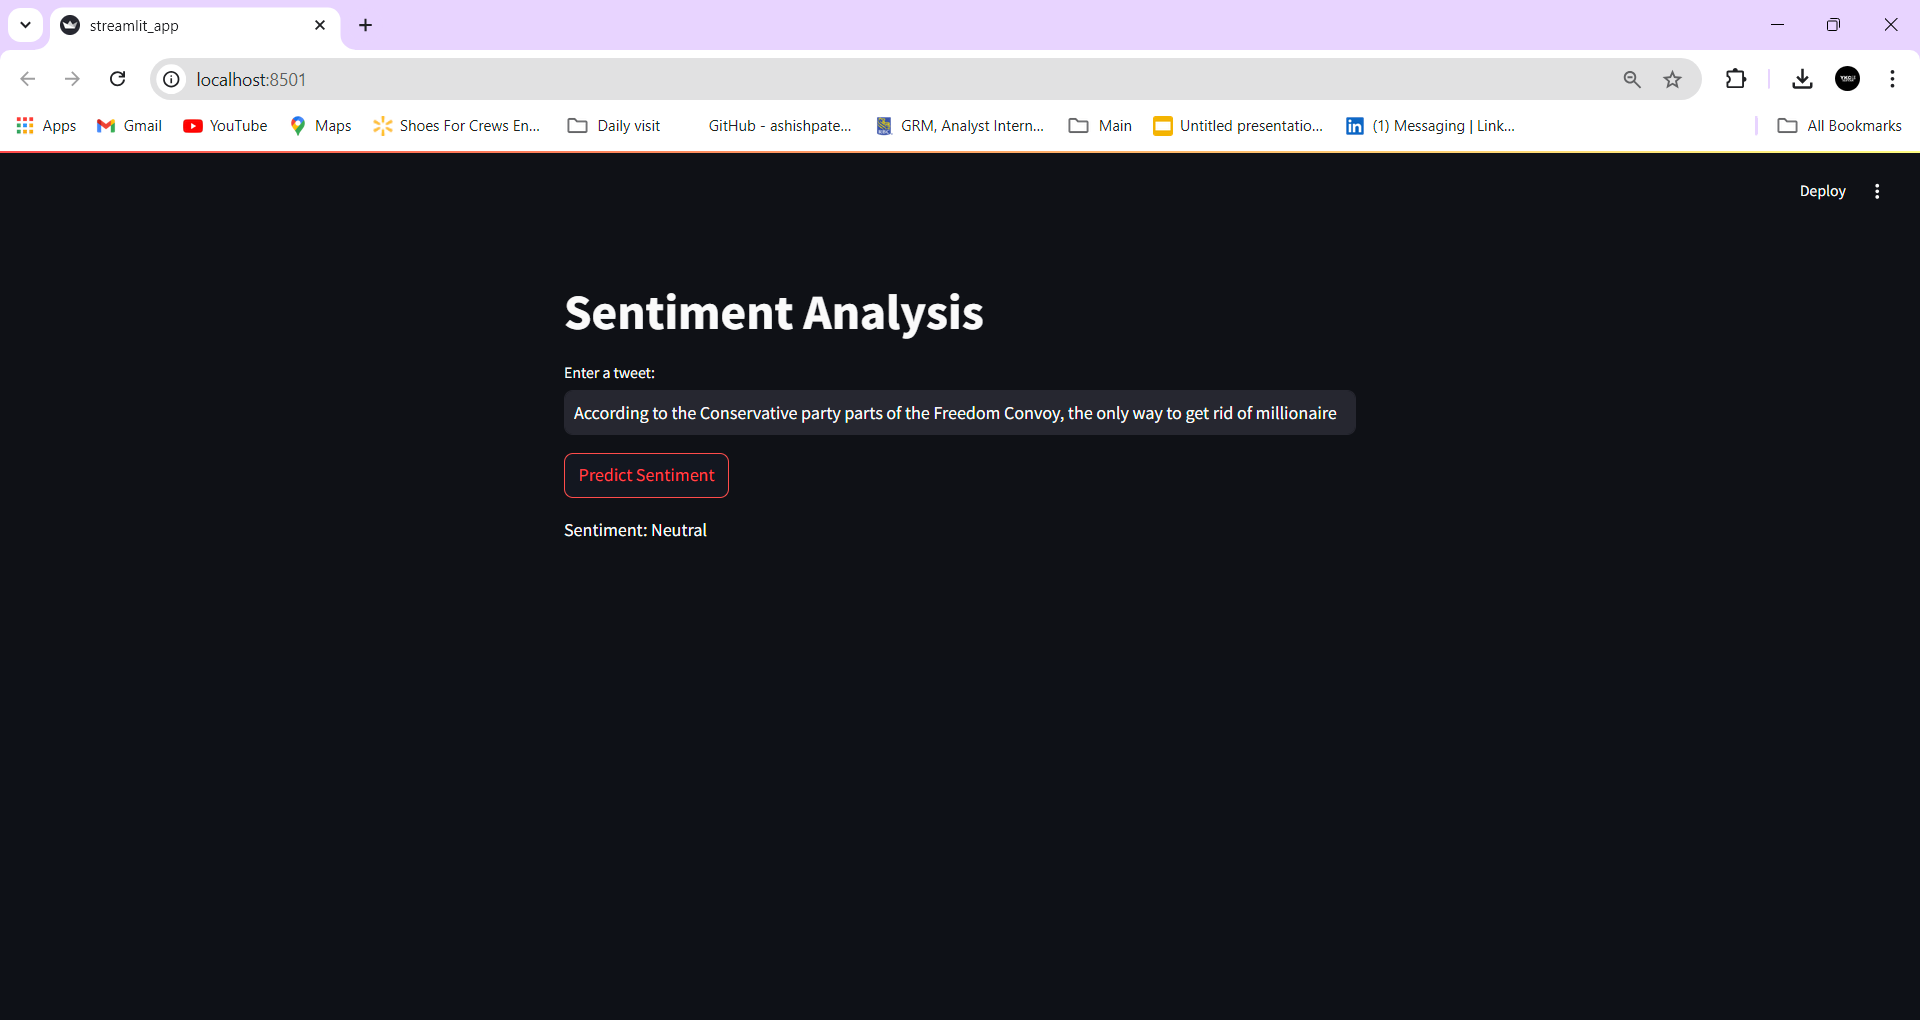 streamlit_app
localhost:8501
Apps
Gmail
YouTube
Maps
Shoes For Crews En...
Daily visit
GitHub - ashishpate...
GRM, Analyst Intern...
Main
Untitled presentatio...
(1) Messaging | Link...
All Bookmarks
Deploy
Sentiment Analysis
Enter a tweet:
According to the Conservative party parts of the Freedom Convoy, the only way to get rid of millionaire
Predict Sentiment
Sentiment: Neutral